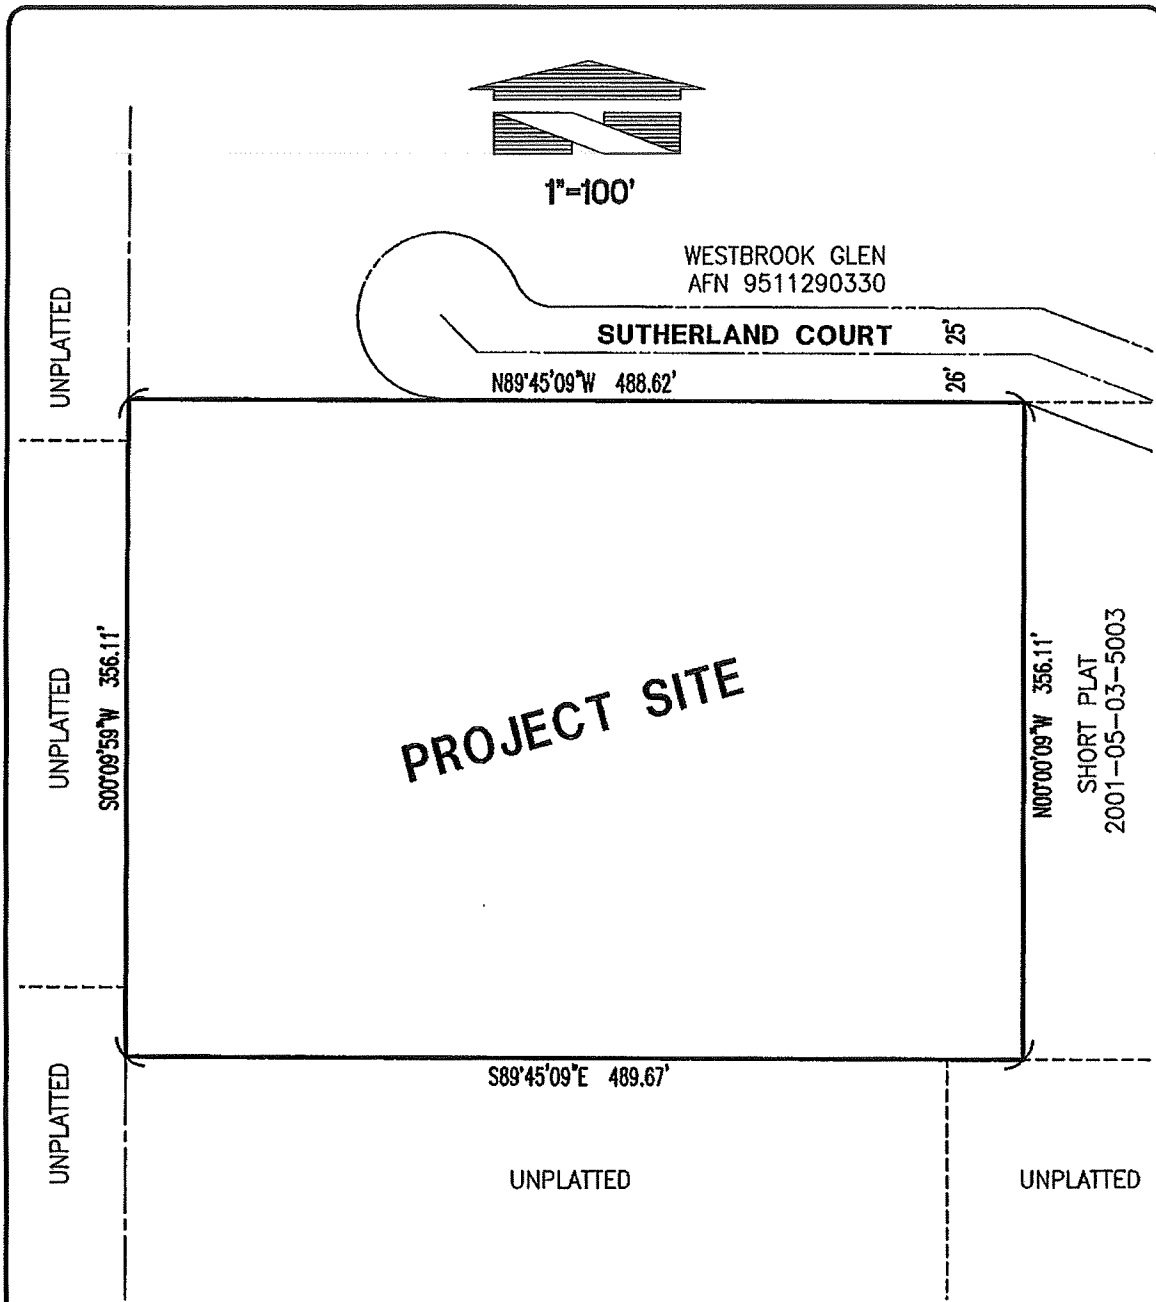 1"=100'
WESTBROOK GLEN
AFN 9511290330
SUTHERLAND COURT
25'
26'
N89°45'09"W 488.62'
UNPLATTED
UNPLATTED
S00°09'59"W 356.11'
PROJECT SITE
N00°00'09"W 356.11'
SHORT PLAT
2001-05-03-5003
UNPLATTED
S89°45'09"E 489.67'
UNPLATTED
UNPLATTED